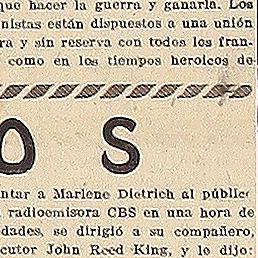 que hacer la guerra y ganarla. Los
nistas están dispuestos a una unión
ra y sin reserva con todos los fran-
como en los tiempos heroicos de
O S
ntar a Marlene Dietrich al públic
radioemisora CBS en una hora de
dades, se dirigió a su compañero,
cutor John Reed King, y le dijo: